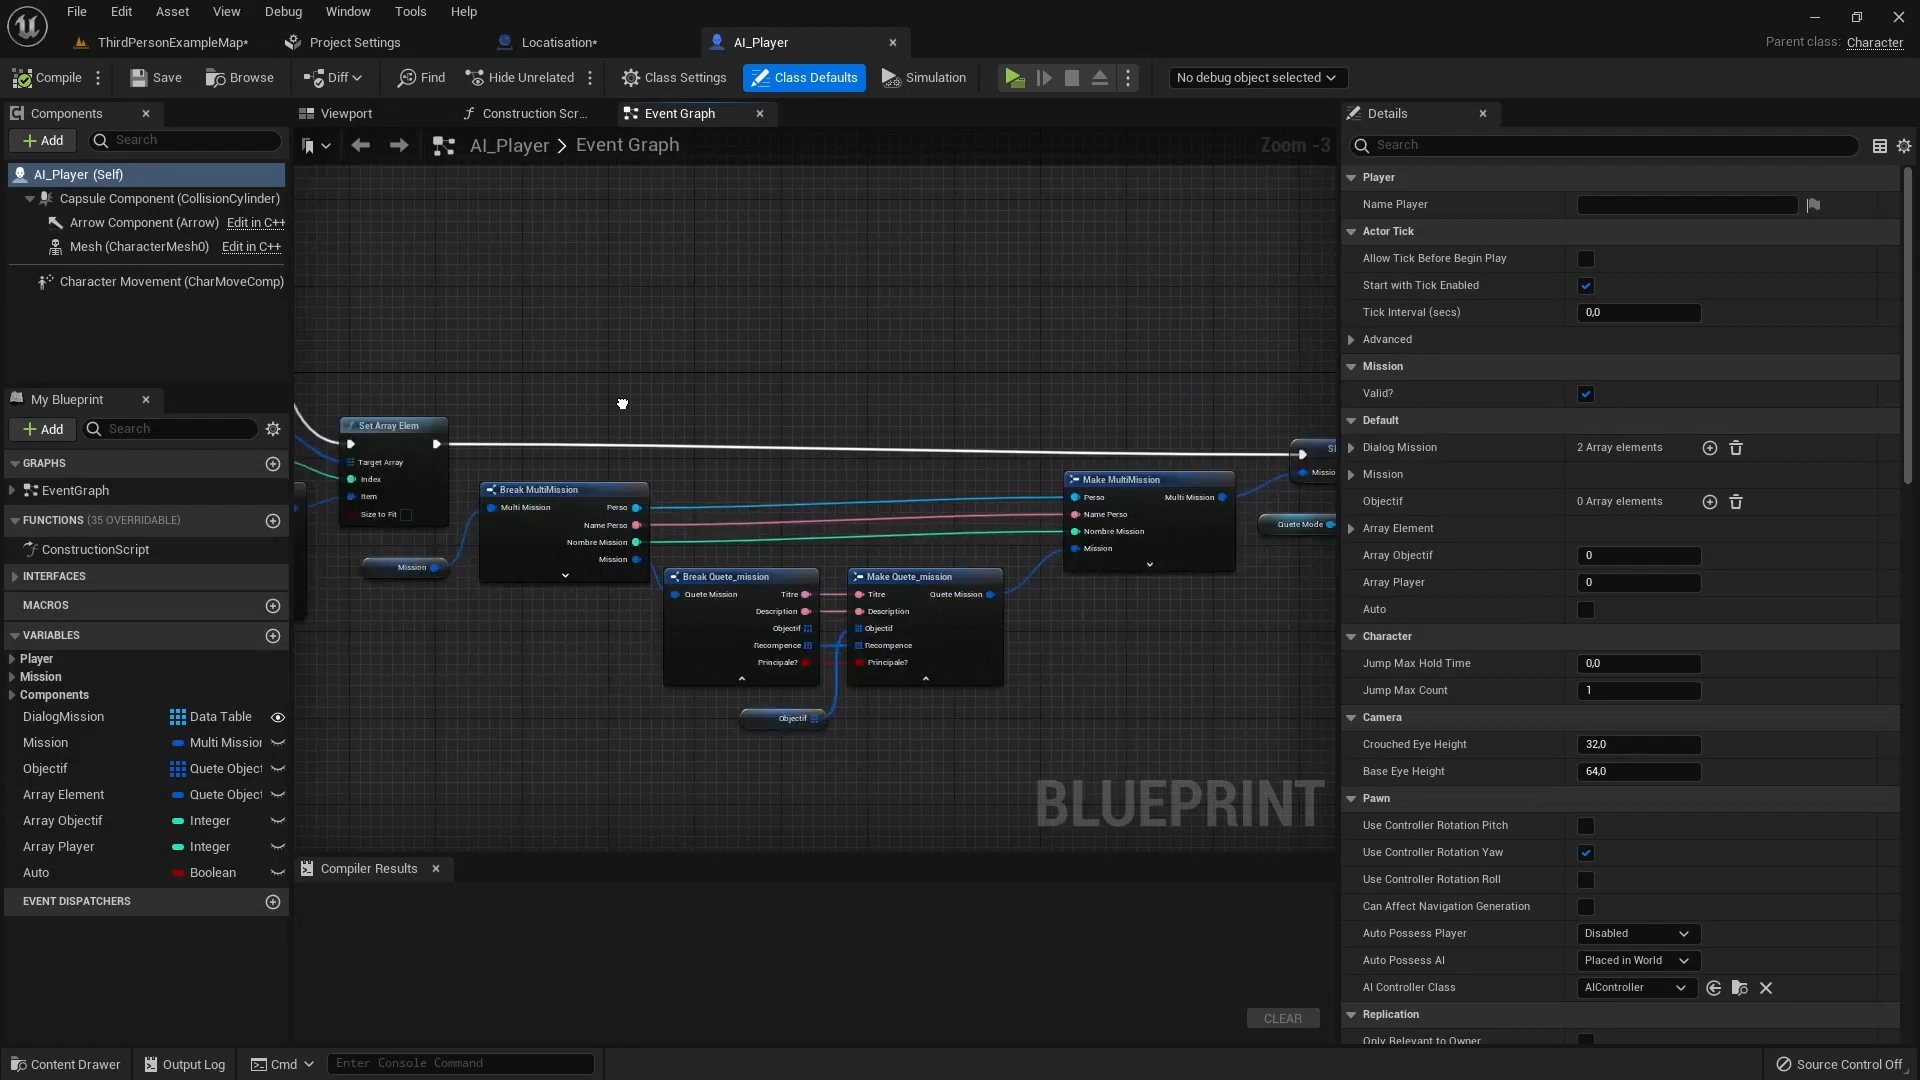 File Edit Asset View Debug Window Tools Help
ThirdPersonExampleMap* Project Settings Locatisation* AI_Player
Parent class: Character
Compile Save Browse Diff Find Hide Unrelated Class Settings Class Defaults Simulation No debug object selected
Components
Add Search
AI_Player (Self)
Capsule Component (CollisionCylinder)
Arrow Component (Arrow) Edit in C++
Mesh (CharacterMesh0) Edit in C++
Character Movement (CharMoveComp)
My Blueprint
Add Search
GRAPHS
EventGraph
FUNCTIONS (35 OVERRIDABLE)
ConstructionScript
INTERFACES
MACROS
VARIABLES
Player
Mission
Components
DialogMission Data Table
Mission Multi Mission
Objectif Quete Object
Array Element Quete Object
Array Objectif Integer
Array Player Integer
Auto Boolean
EVENT DISPATCHERS
Viewport Construction Scr... Event Graph
AI_Player > Event Graph
Zoom -3
Set Array Elem
Target Array
Index
Item
Size to Fit
Mission
Break MultiMission
Multi Mission Perso
Name Perso
Nombre Mission
Mission
Break Quete_mission
Quete Mission Titre
Description
Objectif
Recompence
Principale?
Make Quete_mission
Titre Quete Mission
Description
Objectif
Recompence
Principale?
Objectif
Make MultiMission
Perso Multi Mission
Name Perso
Nombre Mission
Mission
Quete Mode
BLUEPRINT
Compiler Results
CLEAR
Details
Search
Player
Name Player
Actor Tick
Allow Tick Before Begin Play
Start with Tick Enabled
Tick Interval (secs) 0,0
Advanced
Mission
Valid?
Default
Dialog Mission 2 Array elements
Mission
Objectif 0 Array elements
Array Element
Array Objectif 0
Array Player 0
Auto
Character
Jump Max Hold Time 0,0
Jump Max Count 1
Camera
Crouched Eye Height 32,0
Base Eye Height 64,0
Pawn
Use Controller Rotation Pitch
Use Controller Rotation Yaw
Use Controller Rotation Roll
Can Affect Navigation Generation
Auto Possess Player Disabled
Auto Possess AI Placed in World
AI Controller Class AIController
Replication
Only Relevant to Owner
Content Drawer Output Log Cmd Enter Console Command Source Control Off